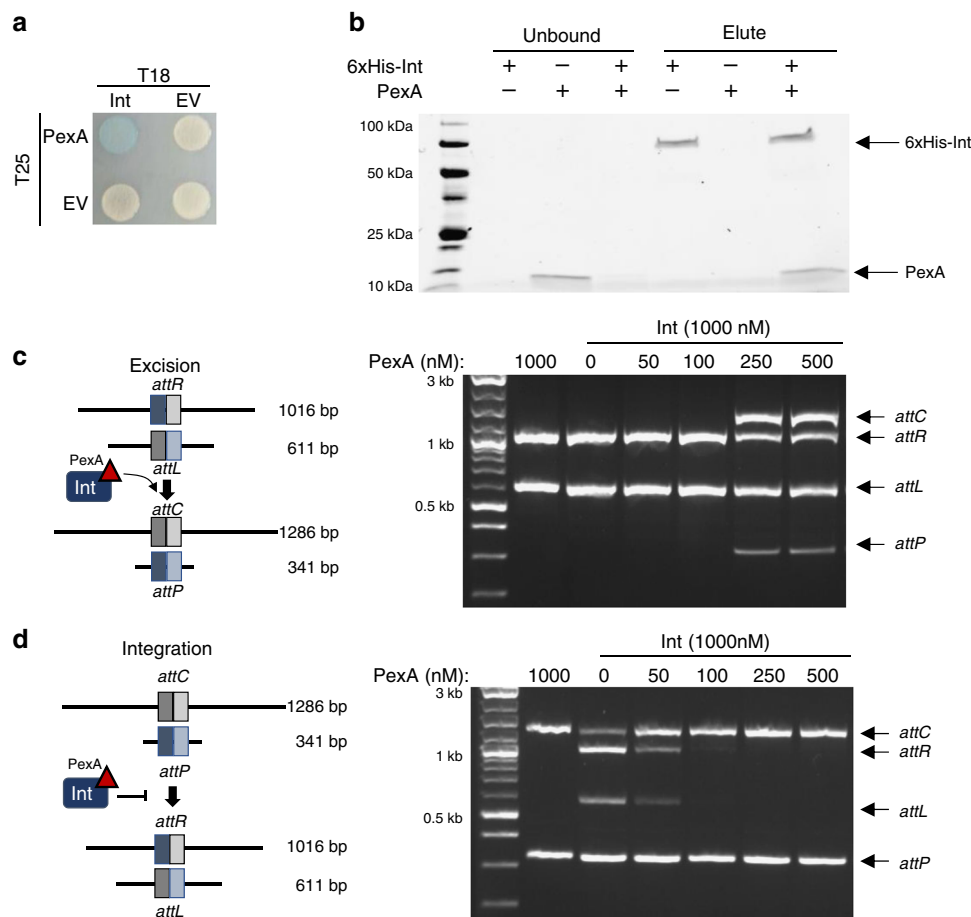 a
T18
Int EV
T25
PexA
EV
b
Unbound Elute
6xHis-Int + – + + – +
PexA – + + – + +
100 kDa
50 kDa
25 kDa
10 kDa
6xHis-Int
PexA
c
Excision
attR
1016 bp
611 bp
attL
PexA
Int
attC
1286 bp
341 bp
attP
Int (1000 nM)
PexA (nM): 1000 0 50 100 250 500
3 kb
1 kb
0.5 kb
attC
attR
attL
attP
d
Integration
attC
1286 bp
341 bp
attP
PexA
Int
attR
1016 bp
611 bp
attL
Int (1000nM)
PexA (nM): 1000 0 50 100 250 500
3 kb
1 kb
0.5 kb
attC
attR
attL
attP